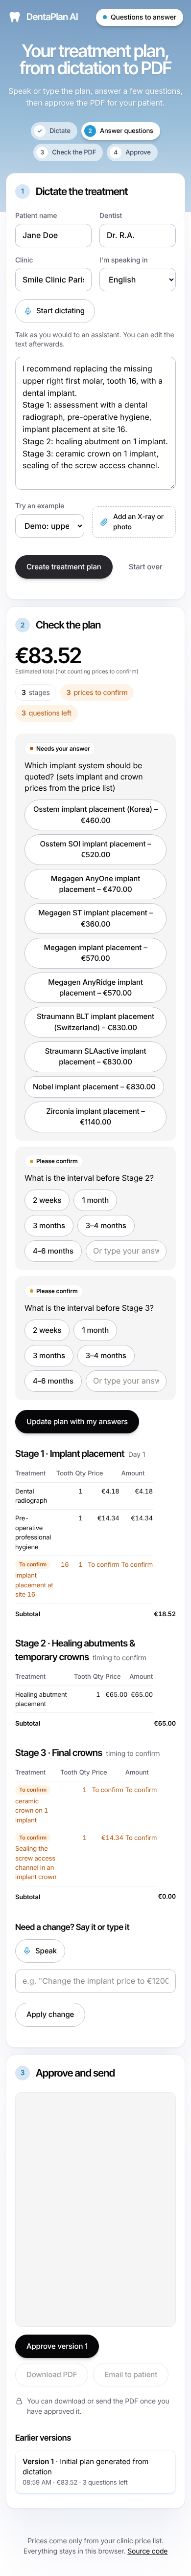 DentaPlan AI
Questions to answer
Your treatment plan,
from dictation to PDF
Speak or type the plan, answer a few questions,
then approve the PDF for your patient.
Dictate
2 Answer questions
3 Check the PDF
4 Approve
1 Dictate the treatment
Patient name
Dentist
Jane Doe
Dr. R.A.
Clinic
I'm speaking in
Smile Clinic Paris
English
Start dictating
Talk as you would to an assistant. You can edit the
text afterwards.
I recommend replacing the missing
upper right first molar, tooth 16, with a
dental implant.
Stage 1: assessment with a dental
radiograph, pre-operative hygiene,
implant placement at site 16.
Stage 2: healing abutment on 1 implant.
Stage 3: ceramic crown on 1 implant,
sealing of the screw access channel.
Try an example
Demo: uppe
Add an X-ray or
photo
Create treatment plan
Start over
2 Check the plan
€83.52
Estimated total (not counting prices to confirm)
3 stages
3 prices to confirm
3 questions left
Needs your answer
Which implant system should be
quoted? (sets implant and crown
prices from the price list)
Osstem implant placement (Korea) –
€460.00
Osstem SOI implant placement –
€520.00
Megagen AnyOne implant
placement – €470.00
Megagen ST implant placement –
€360.00
Megagen implant placement –
€570.00
Megagen AnyRidge implant
placement – €570.00
Straumann BLT implant placement
(Switzerland) – €830.00
Straumann SLAactive implant
placement – €830.00
Nobel implant placement – €830.00
Zirconia implant placement –
€1140.00
Please confirm
What is the interval before Stage 2?
2 weeks
1 month
3 months
3–4 months
4–6 months
Or type your answ
Please confirm
What is the interval before Stage 3?
2 weeks
1 month
3 months
3–4 months
4–6 months
Or type your answ
Update plan with my answers
Stage 1 · Implant placement Day 1
Treatment Tooth Qty Price Amount
Dental
radiograph
1 €4.18 €4.18
Pre-
operative
professional
hygiene
1 €14.34 €14.34
To confirm
implant
placement at
site 16
16 1 To confirm To confirm
Subtotal €18.52
Stage 2 · Healing abutments &
temporary crowns timing to confirm
Treatment Tooth Qty Price Amount
Healing abutment
placement
1 €65.00 €65.00
Subtotal €65.00
Stage 3 · Final crowns timing to confirm
Treatment Tooth Qty Price Amount
To confirm
ceramic
crown on 1
implant
1 To confirm To confirm
To confirm
Sealing the
screw access
channel in an
implant crown
1 €14.34 To confirm
Subtotal €0.00
Need a change? Say it or type it
Speak
e.g. "Change the implant price to €1200
Apply change
3 Approve and send
Approve version 1
Download PDF
Email to patient
You can download or send the PDF once you
have approved it.
Earlier versions
Version 1 · Initial plan generated from
dictation
08:59 AM · €83.52 · 3 questions left
Prices come only from your clinic price list.
Everything stays in this browser. Source code